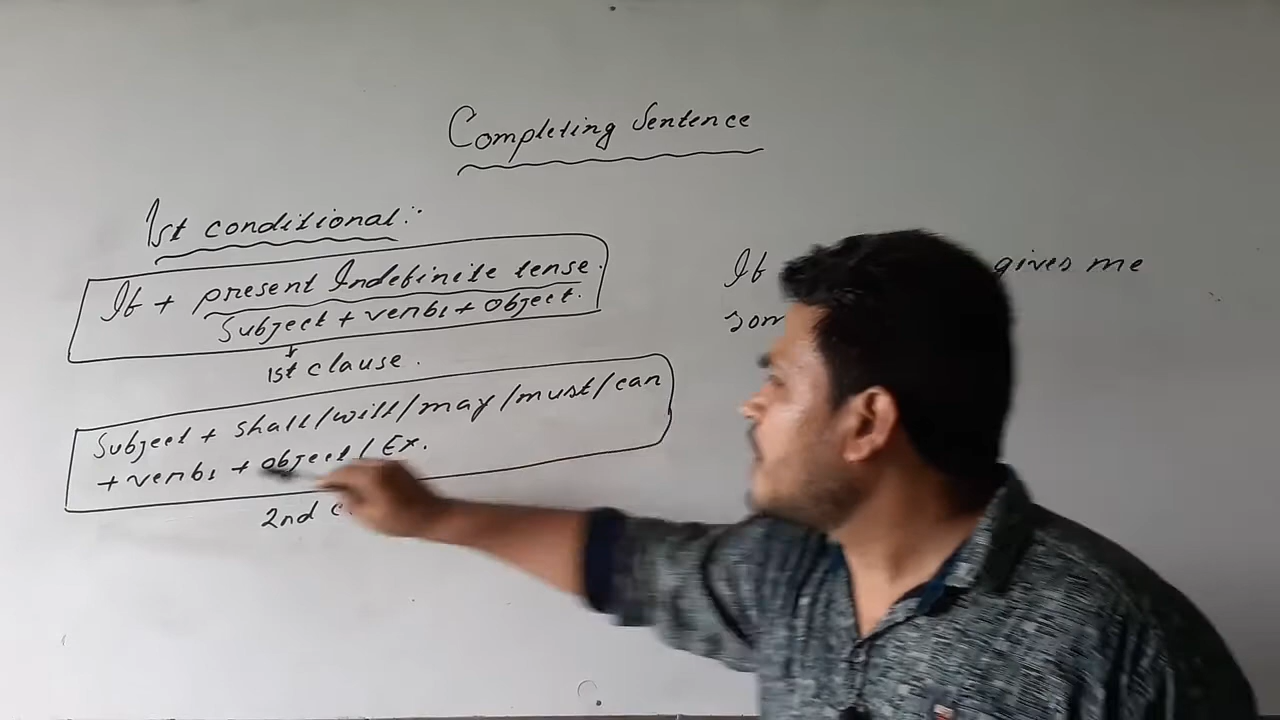 Completing Sentence
1st conditional:
If + present Indefinite tense.
Subject + verb1 + Object.
1st clause.
Subject + shall/will/may/must/can
+ verb1 + object/Ex.
2nd
If gives me